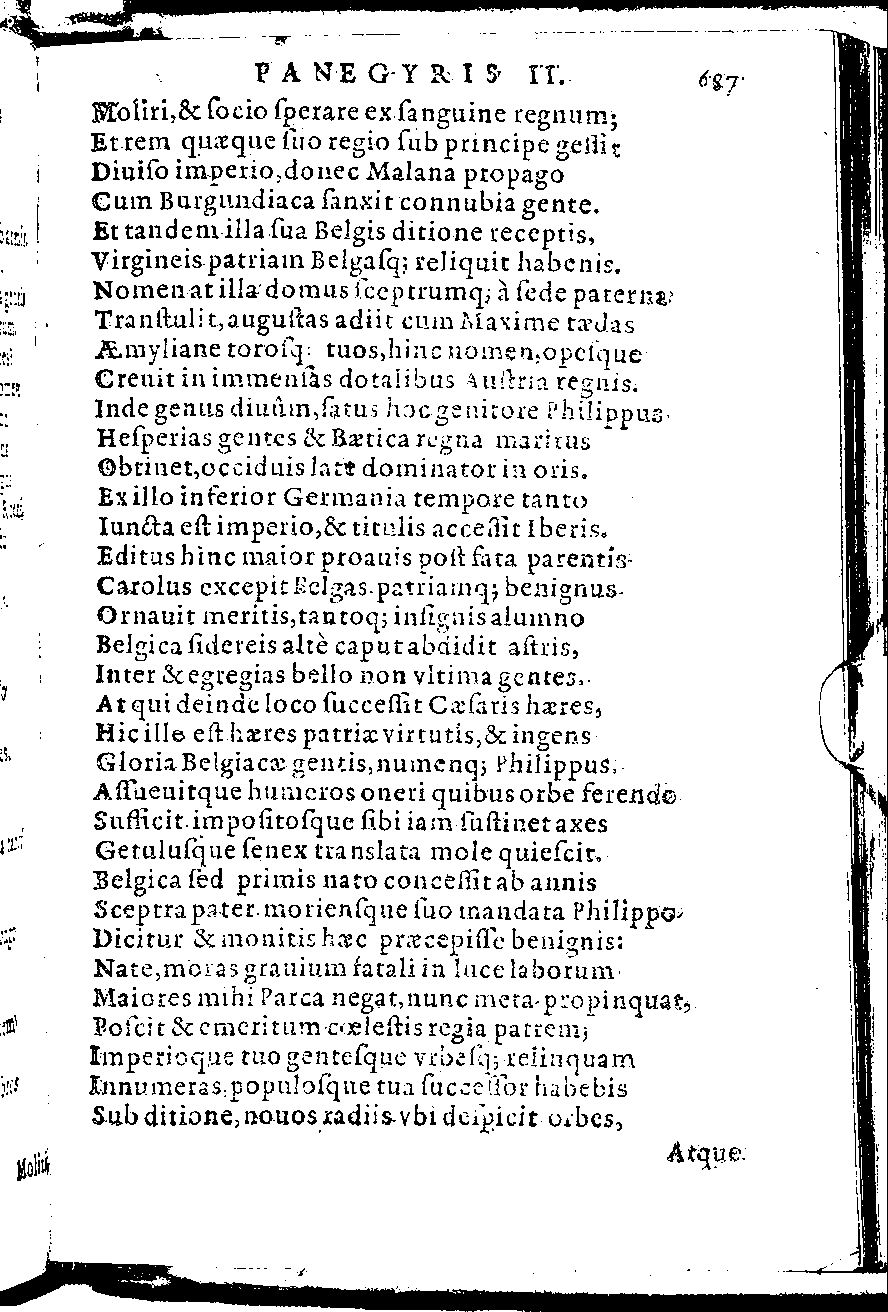 PANEGYRIS II. 687
Moliri, & ſocio ſperare ex ſanguine regnum;
Et rem quæque ſuo regio ſub principe geſſit
Diuiſo imperio, donec Malana propago
Cum Burgundiaca ſanxit connubia gente.
Et tandem illa ſua Belgis ditione receptis,
Virgineis patriam Belgaſq; reliquit habenis.
Nomen at illa domus ſceptrumq; à ſede paterna
Tranſtulit, auguſtas adiit cum Maxime tædas
Æmyliane toroſq; tuos, hinc nomen, opeſque
Creuit in immenſas dotalibus Auſtria regnis.
Inde genus diuûm, ſatus hoc genitore Philippus
Heſperias gentes & Bætica regna maritus
Obtinet, occiduis latè dominator in oris.
Ex illo inferior Germania tempore tanto
Iuncta eſt imperio, & titulis acceſſit Iberis.
Editus hinc maior proauis poſt fata parentis
Carolus excepit Belgas patriamq; benignus
Ornauit meritis, tantoq; inſignis alumno
Belgica ſidereis altè caput abdidit aſtris,
Inter & egregias bello non vltima gentes.
At qui deinde loco ſucceſſit Cæſaris hæres,
Hic ille eſt hæres patriæ virtutis, & ingens
Gloria Belgiacæ gentis, numenq; Philippus.
Aſſueuitque humeros oneri quibus orbe ferendo
Sufficit impoſitoſque ſibi iam ſuſtinet axes
Getuluſque ſenex translata mole quieſcit.
Belgica ſed primis nato conceſſit ab annis
Sceptra pater. morienſque ſuo mandata Philippo
Dicitur & monitis hæc præcepiſſe benignis:
Nate, moras grauium fatali in luce laborum
Maiores mihi Parca negat, nunc meta propinquat,
Poſcit & emeritum cœleſtis regia patrem;
Imperioque tuo genteſque vrbeſq; relinquam
Innumeras, populoſque tua ſucceſſor habebis
Sub ditione, nouos radiis vbi deſpicit orbes,
Atque